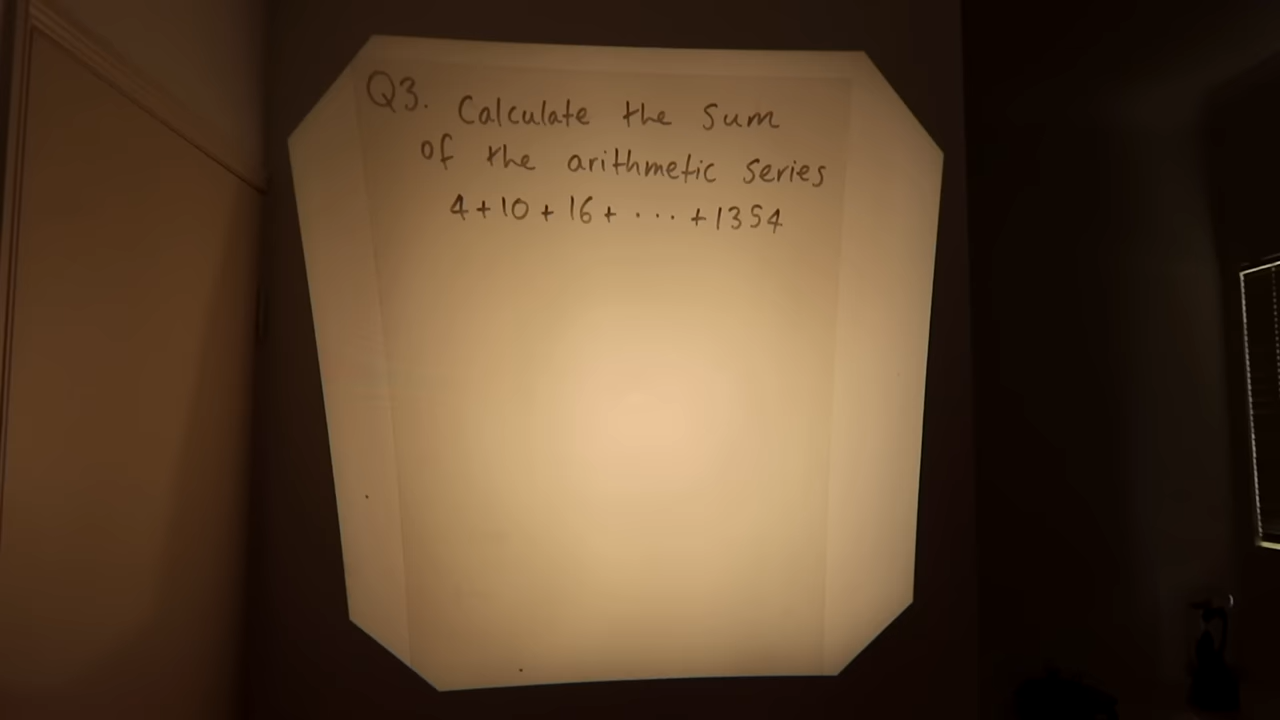 Q3. Calculate the sum
of the arithmetic series
4 + 10 + 16 + ... + 1354